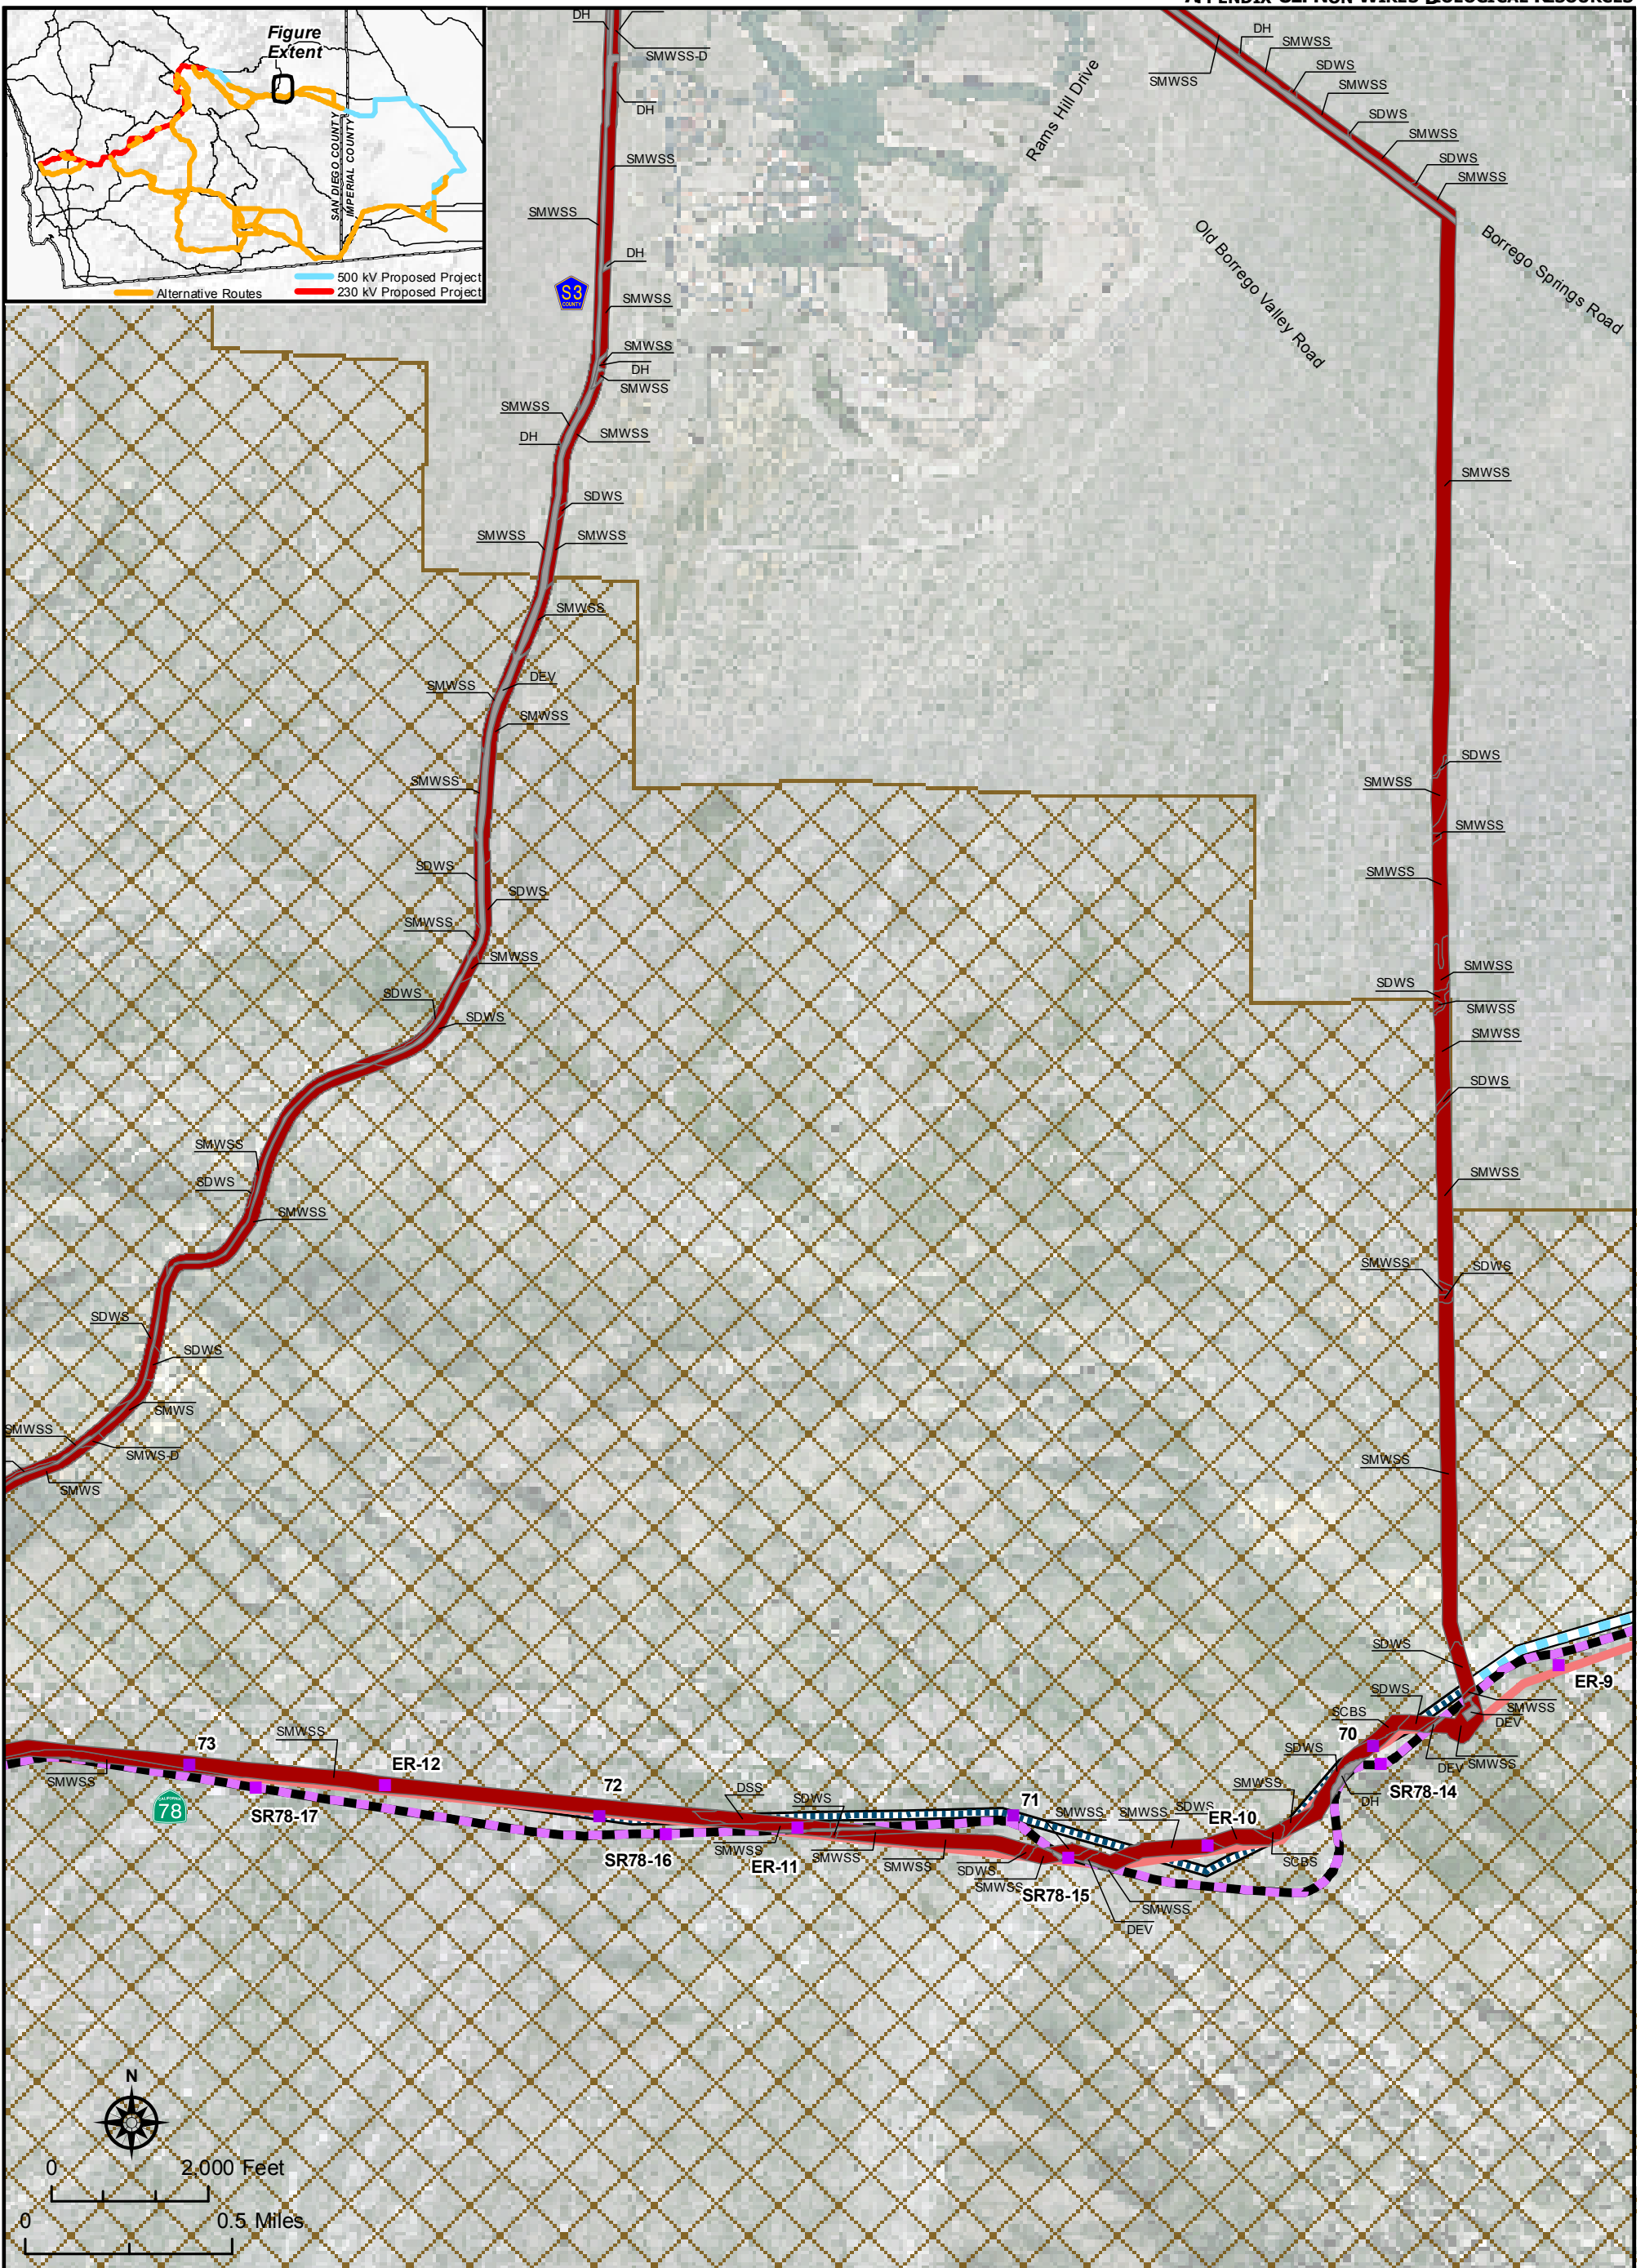 Figure
Extent
SAN DIEGO COUNTY
IMPERIAL COUNTY
500 kV Proposed Project
Alternative Routes
230 kV Proposed Project
DH
SMWSS-D
DH
SMWSS
SMWSS
DH
S3
COUNTY
SMWSS
SMWSS
DH
SMWSS
SMWSS
SMWSS
DH
SDWS
SMWSS
SMWSS
SMWSS
DEV
SMWSS
SMWSS
SMWSS
SDWS
SDWS
SMWSS
SMWSS
SDWS
SDWS
SMWSS
SDWS
SMWSS
SDWS
SDWS
SMWS
SMWSS
SMWS-D
SMWS
Rams Hill Drive
DH
SMWSS
SMWSS
SDWS
SMWSS
SDWS
SMWSS
SDWS
SMWSS
Old Borrego Valley Road
Borrego Springs Road
SMWSS
SDWS
SMWSS
SMWSS
SMWSS
SMWSS
SDWS
SMWSS
SMWSS
SDWS
SMWSS
SMWSS
SDWS
SMWSS
SDWS
ER-9
SDWS
SMWSS
SCBS
DEV
70
SDWS
DEV
SMWSS
SR78-14
DH
SMWSS
73
SMWSS
ER-12
72
DSS
SDWS
71
SMWSS
SMWSS
SDWS
ER-10
SMWSS
CALIFORNIA
78
SR78-17
SR78-16
SMWSS
ER-11
SMWSS
SMWSS
SDWS
SMWSS
SR78-15
SCBS
SMWSS
DEV
N
0 2,000 Feet
0 0.5 Miles